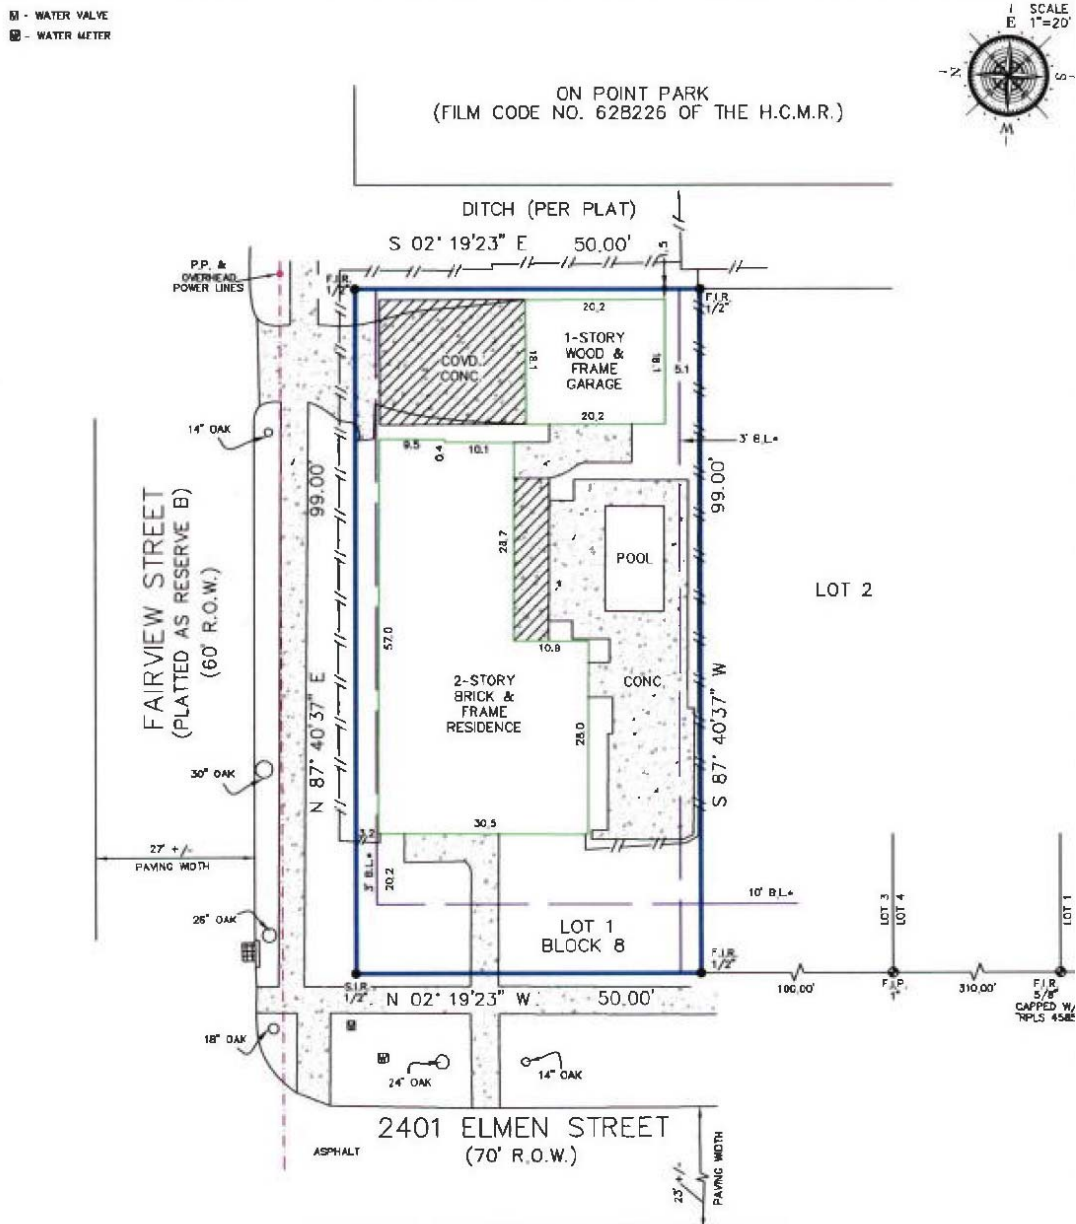 - WATER VALVE
- WATER METER
SCALE
1"=20'
E
N
S
W
ON POINT PARK
(FILM CODE NO. 628226 OF THE H.C.M.R.)
DITCH (PER PLAT)
S 02° 19'23" E 50.00'
1.5
P.P. &
OVERHEAD
POWER LINES
F.I.R.
1/2"
F.I.R.
1/2"
20.2
1-STORY
WOOD &
FRAME
GARAGE
COVD.
CONC.
18.1
18.1
5.1
20.2
3' B.L.
14" OAK
9.5
0.4
10.1
99.00'
99.00'
FAIRVIEW STREET
(PLATTED AS RESERVE B)
(60' R.O.W.)
28.7
POOL
LOT 2
57.0
10.8
N 87° 40'37" E
2-STORY
BRICK &
FRAME
RESIDENCE
CONC.
S 87° 40'37" W
28.0
30" OAK
30.5
3.2
27' +/-
PAVING WIDTH
3' B.L.
20.2
10' B.L.
LOT 3
LOT 4
LOT 1
26" OAK
LOT 1
BLOCK 8
F.I.R.
1/2"
S.I.R.
1/2"
N 02° 19'23" W. 50.00'
100.00'
F.I.P.
1"
310.00'
F.I.R.
5/8"
CAPPED W/
18" OAK
24" OAK
14" OAK
2401 ELMEN STREET
(70' R.O.W.)
ASPHALT
23' +/-
PAVING WIDTH